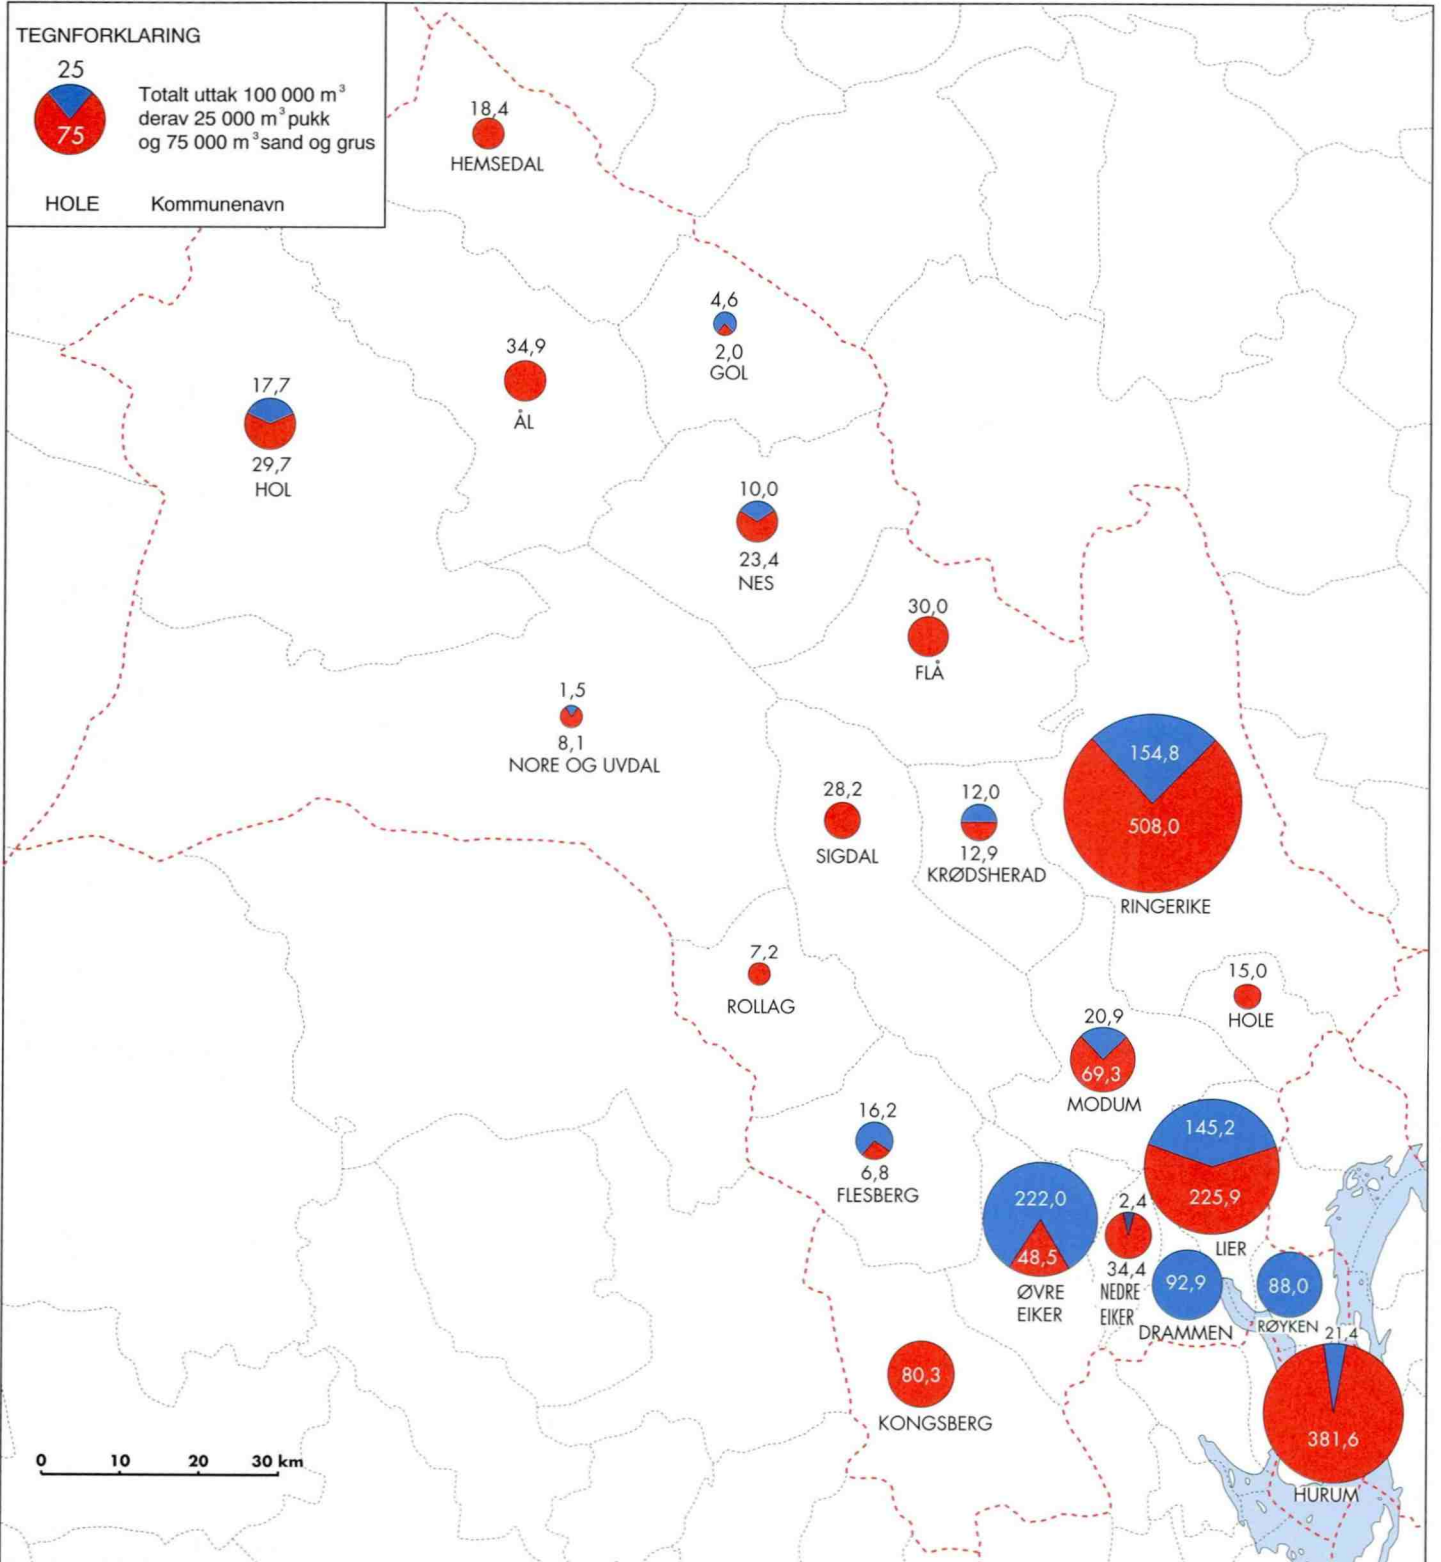 TEGNFORKLARING
25
75
Totalt uttak 100 000 m³
derav 25 000 m³ pukk
og 75 000 m³ sand og grus
HOLE Kommunenavn
18,4
HEMSEDAL
4,6
2,0
GOL
34,9
ÅL
17,7
29,7
HOL
10,0
23,4
NES
30,0
FLÅ
1,5
8,1
NORE OG UVDAL
154,8
508,0
RINGERIKE
28,2
SIGDAL
12,0
12,9
KRØDSHERAD
7,2
ROLLAG
15,0
HOLE
20,9
69,3
MODUM
16,2
6,8
FLESBERG
145,2
225,9
LIER
222,0
48,5
ØVRE
EIKER
2,4
34,4
NEDRE
EIKER
92,9
DRAMMEN
88,0
RØYKEN
21,4
381,6
HURUM
80,3
KONGSBERG
0 10 20 30 km